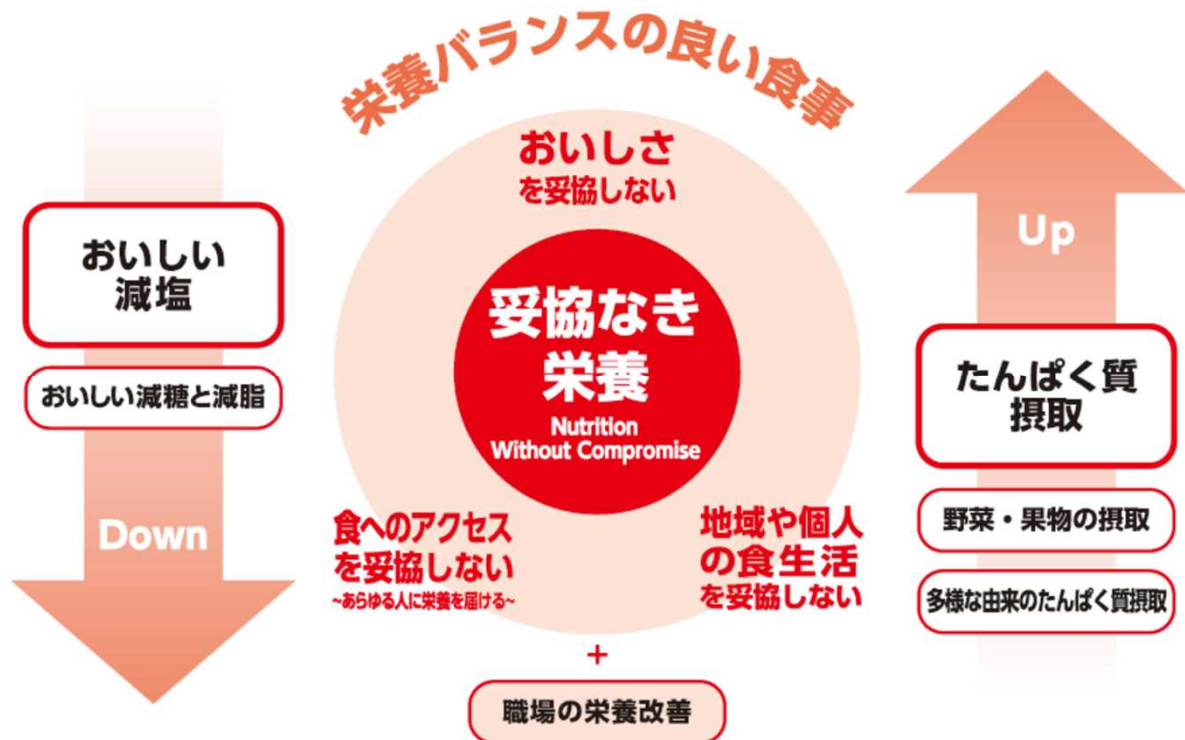 栄養バランスの良い食事
おいしい
減塩
おいしい減糖と減脂
Down
おいしさ
を妥協しない
妥協なき
栄養
Nutrition
Without Compromise
食へのアクセス
を妥協しない
~あらゆる人に栄養を届ける~
地域や個人
の食生活
を妥協しない
+
職場の栄養改善
Up
たんぱく質
摂取
野菜・果物の摂取
多様な由来のたんぱく質摂取